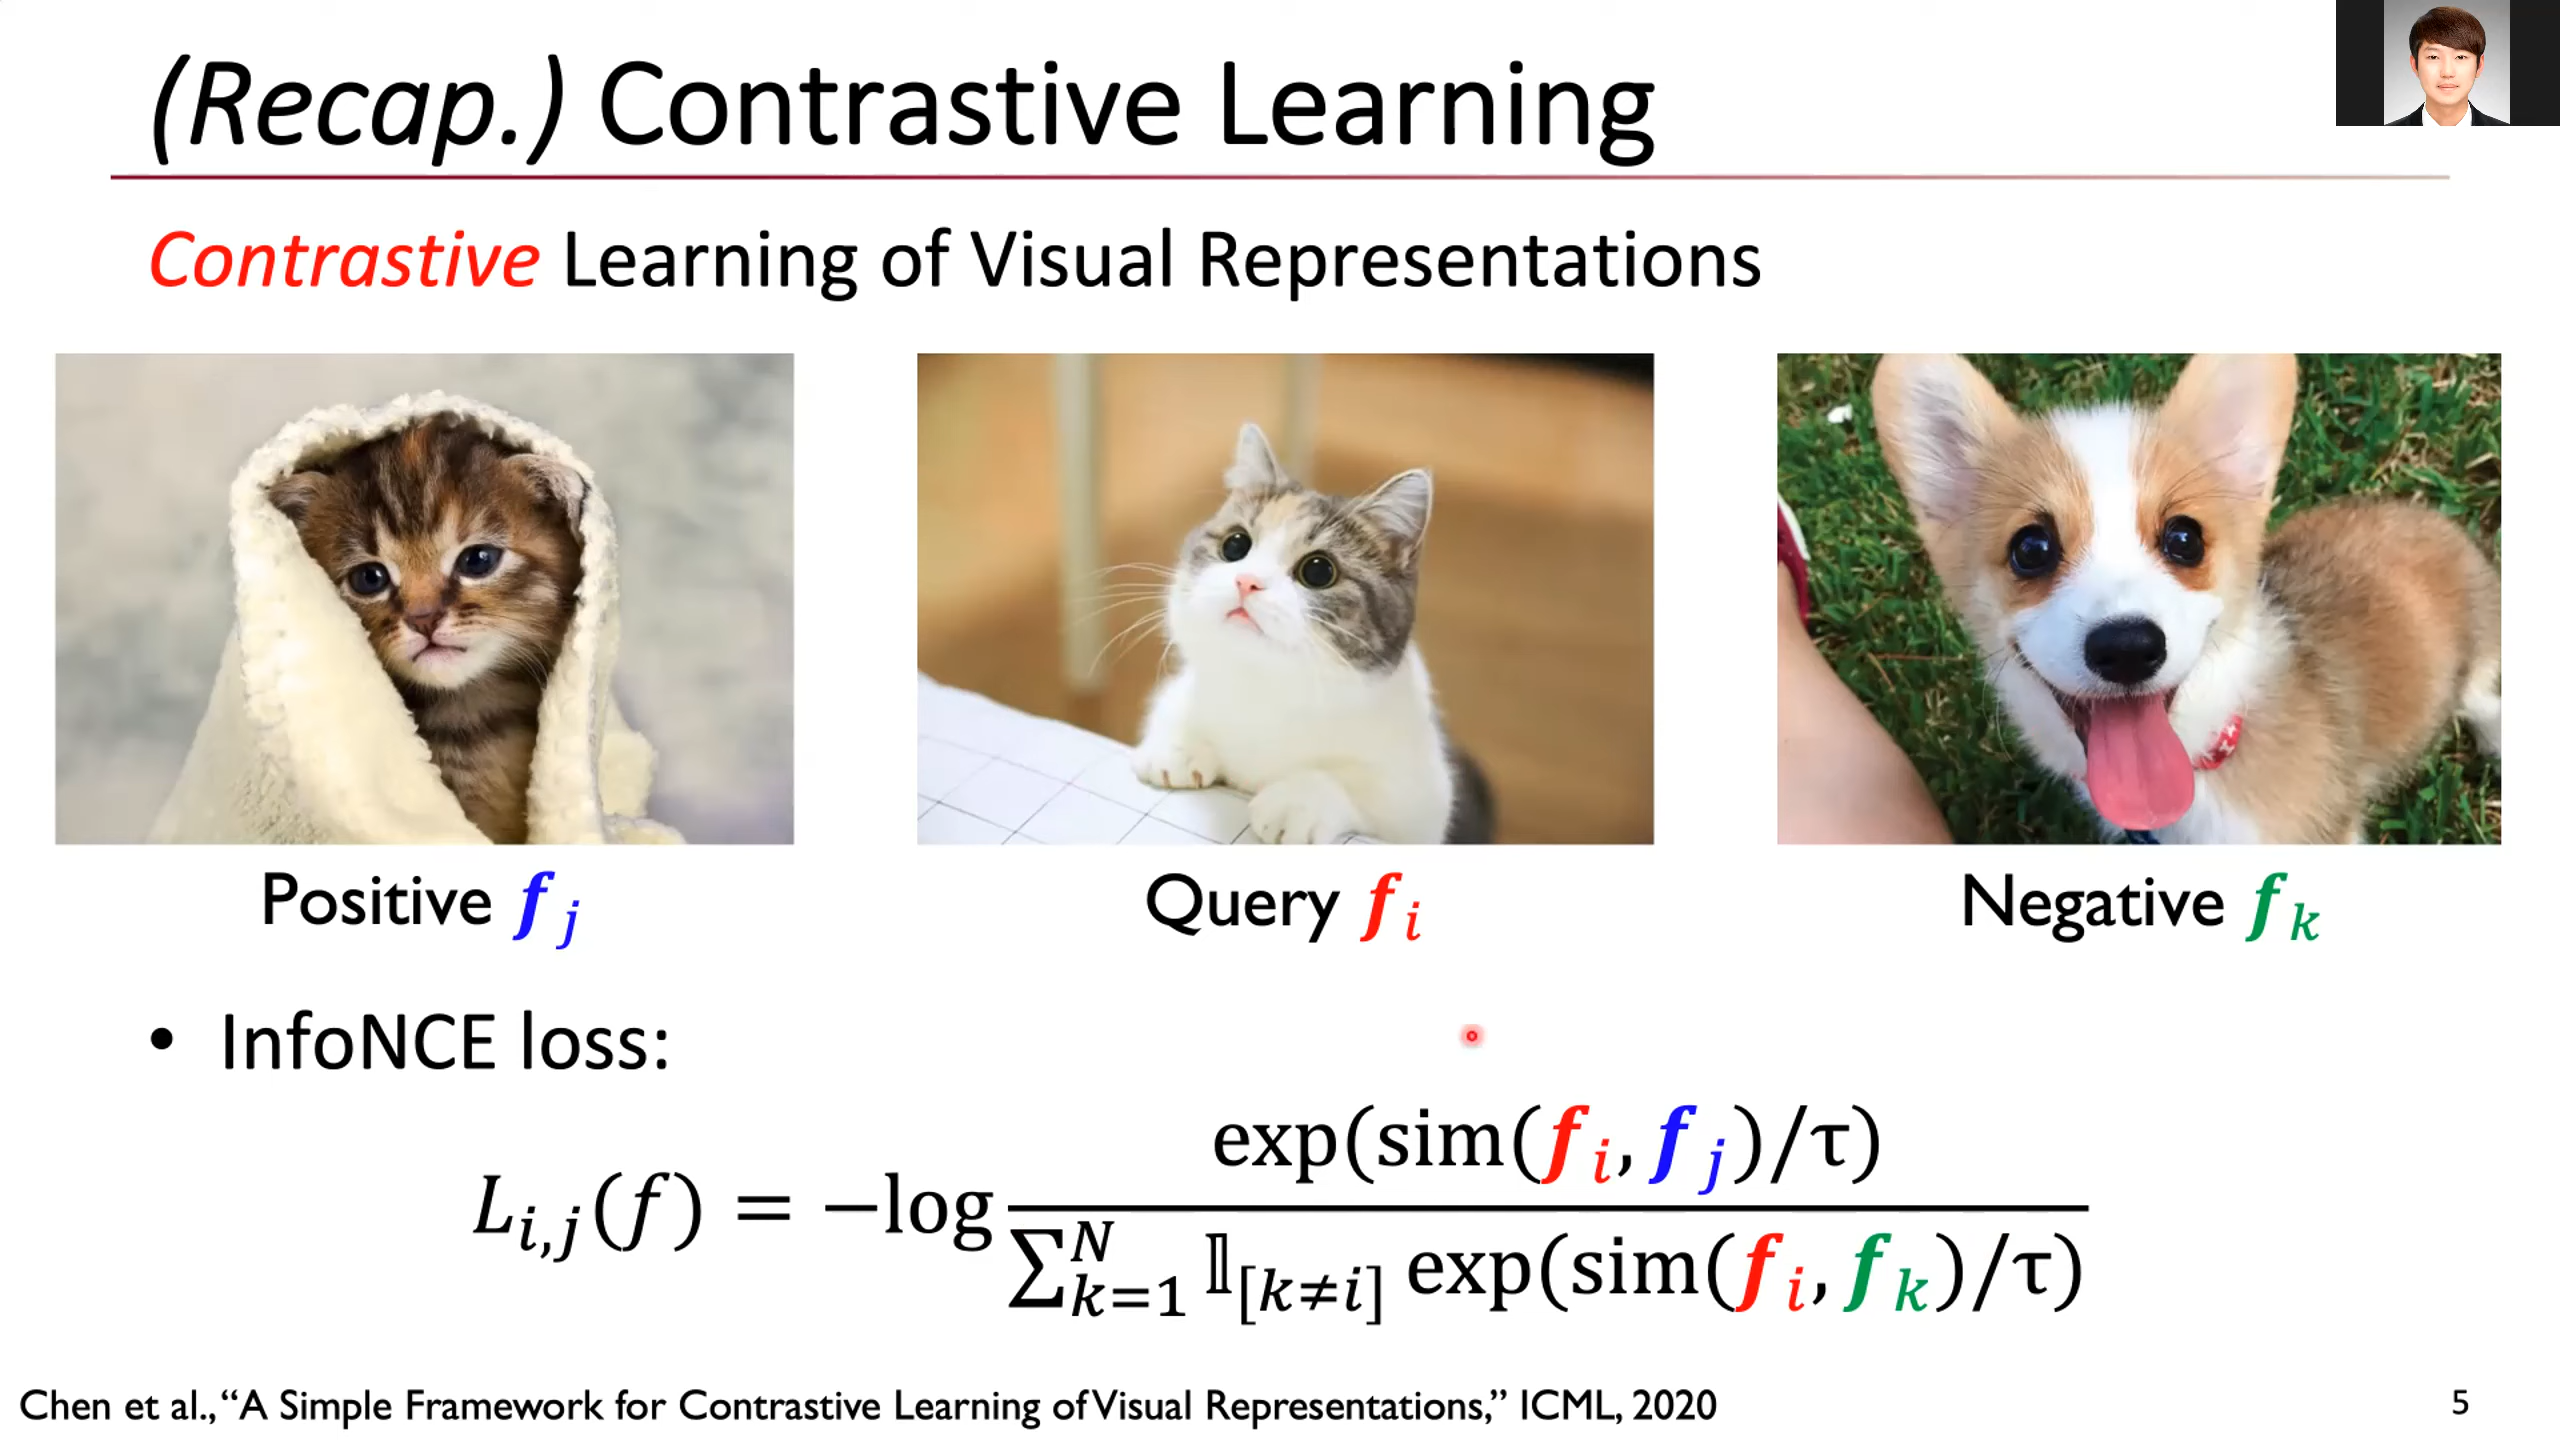 (Recap.) Contrastive Learning
Contrastive Learning of Visual Representations
Positive f_j
Query f_i
Negative f_k
• InfoNCE loss:
L_{i,j}(f) = −log \frac{exp(sim(f_i, f_j)/τ)}{∑_{k=1}^{N} 𝕀_{[k≠i]} exp(sim(f_i, f_k)/τ)}
Chen et al., “A Simple Framework for Contrastive Learning of Visual Representations,” ICML, 2020
5